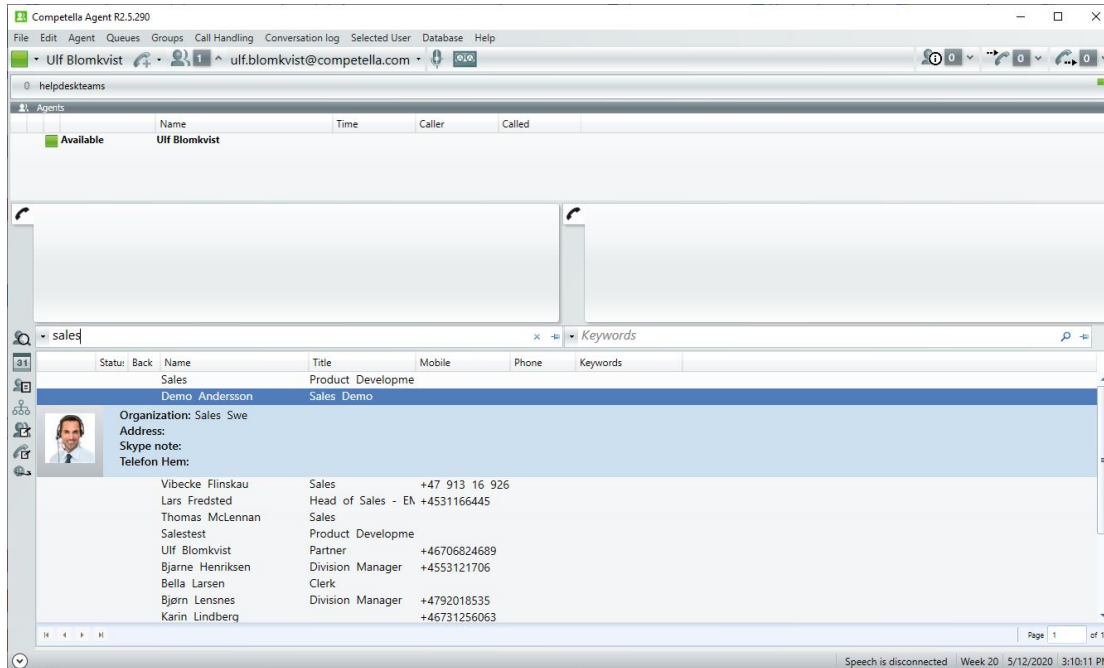 Competella Agent R2.5.290
File Edit Agent Queues Groups Call Handling Conversation log Selected User Database Help
Ulf Blomkvist 1 ulf.blomkvist@competella.com 0 0 0
0 helpdeskteams
Agents
Name Time Caller Called
Available Ulf Blomkvist
sales Keywords
31 Status Back Name Title Mobile Phone Keywords
Sales Product Developme
Demo Andersson Sales Demo
Organization: Sales Swe
Address:
Skype note:
Telefon Hem:
Vibecke Flinskau Sales +47 913 16 926
Lars Fredsted Head of Sales - EN +4531166445
Thomas McLennan Sales
Salestest Product Developme
Ulf Blomkvist Partner +46706824689
Bjarne Henriksen Division Manager +4553121706
Bella Larsen Clerk
Bjørn Lensnes Division Manager +4792018535
Karin Lindberg +46731256063
Page 1 of 1
Speech is disconnected Week 20 5/12/2020 3:10:11 PM